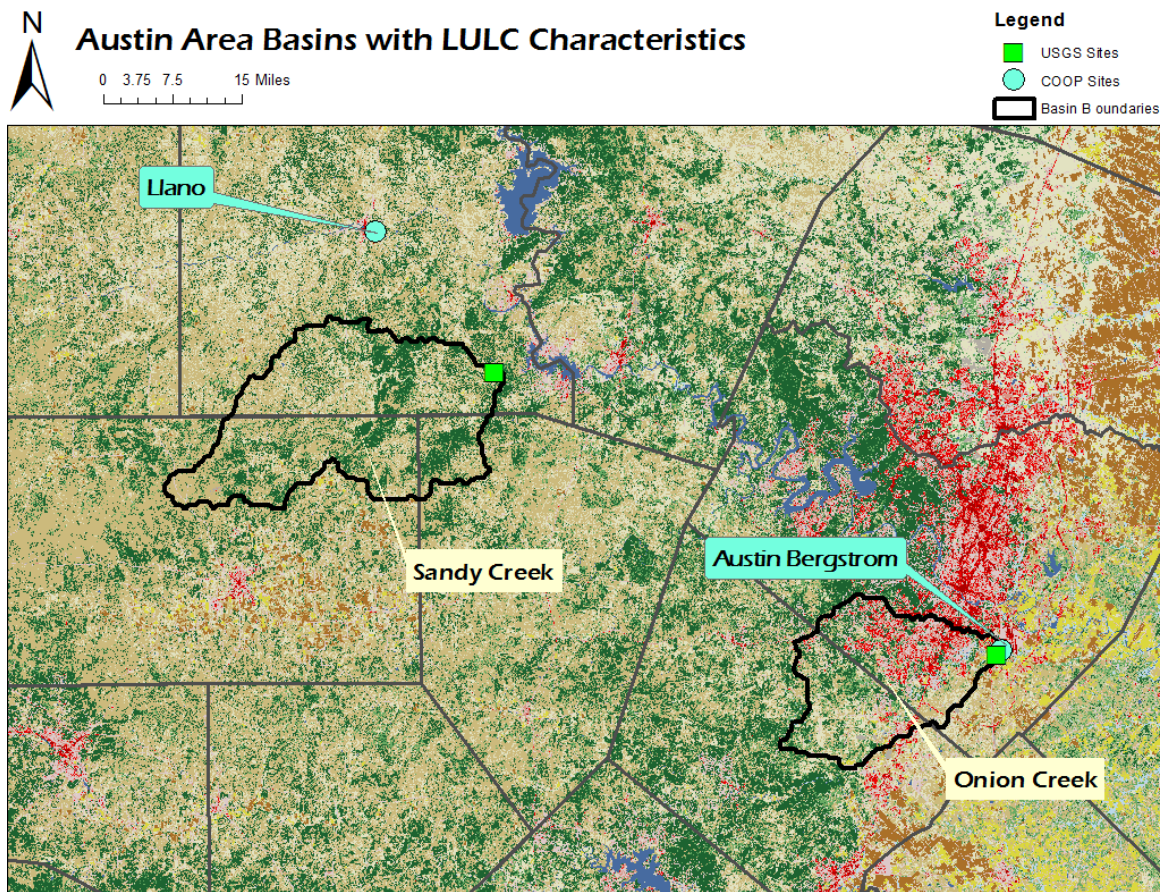 N
Austin Area Basins with LULC Characteristics
0 3.75 7.5 15 Miles
Legend
USGS Sites
COOP Sites
Basin B oundaries
Llano
Sandy Creek
Austin Bergstrom
Onion Creek